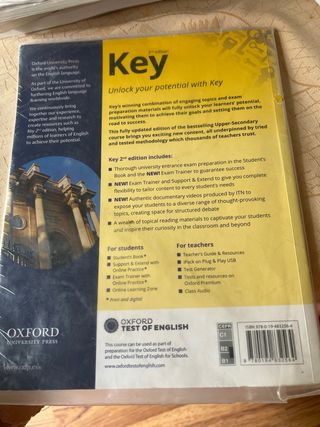 Oxford University Press
is the world's authority
on the English language.
As part of the University of
Oxford, we are committed to
furthering English language
learning worldwide.
We continuously bring
together our experience,
expertise and research to
create resources such as
Key 2nd edition, helping
millions of learners of English
to achieve their potential.
OXFORD
UNIVERSITY PRESS
2nd edition
Key
Unlock your potential with Key
Key's winning combination of engaging topics and exam
preparation materials will fully unlock your learners' potential,
motivating them to achieve their goals and setting them on the
road to success.
This fully updated edition of the bestselling Upper-Secondary
course brings you exciting new content, all underpinned by tried
and tested methodology which thousands of teachers trust.
Key 2nd edition includes:
Thorough university entrance exam preparation in the Student's
Book and the NEW! Exam Trainer to guarantee success
NEW! Exam Trainer and Support & Extend to give you complete
flexibility to tailor content to every student's needs
NEW! Authentic documentary videos produced by ITN to
expose your students to a diverse range of thought-provoking
topics, creating space for structured debate
A wealth of topical reading materials to captivate your students
and inspire their curiosity in the classroom and beyond
For students
Student's Book*
Support & Extend with
Online Practice*
Exam Trainer with
Online Practice*
Online Learning Zone
* Print and digital
For teachers
Teacher's Guide & Resources
iPack on Plug & Play USB
Test Generator
Tests and resources on
Oxford Premium
Class Audio
OXFORD
TEST OF ENGLISH
This course can be used as part of
preparation for the Oxford Test of English
and the Oxford Test of English for Schools.
www.oxfordtestofenglish.com
CEFR
C1
B2
B1
ISBN 978-0-19-485256-4
9 780194 852564